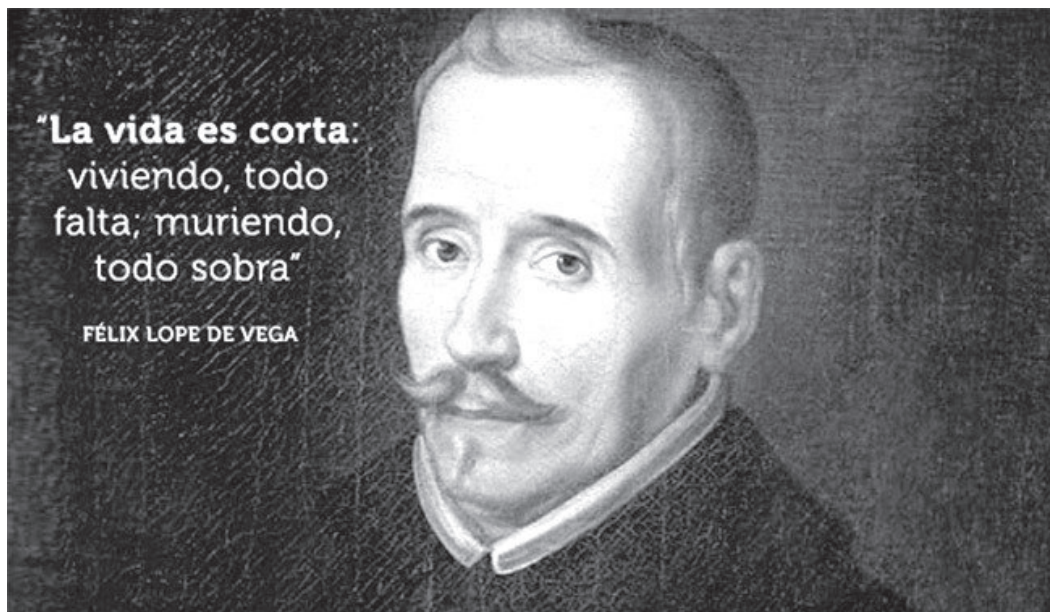 “La vida es corta:
viviendo, todo
falta; muriendo,
todo sobra”
FÉLIX LOPE DE VEGA